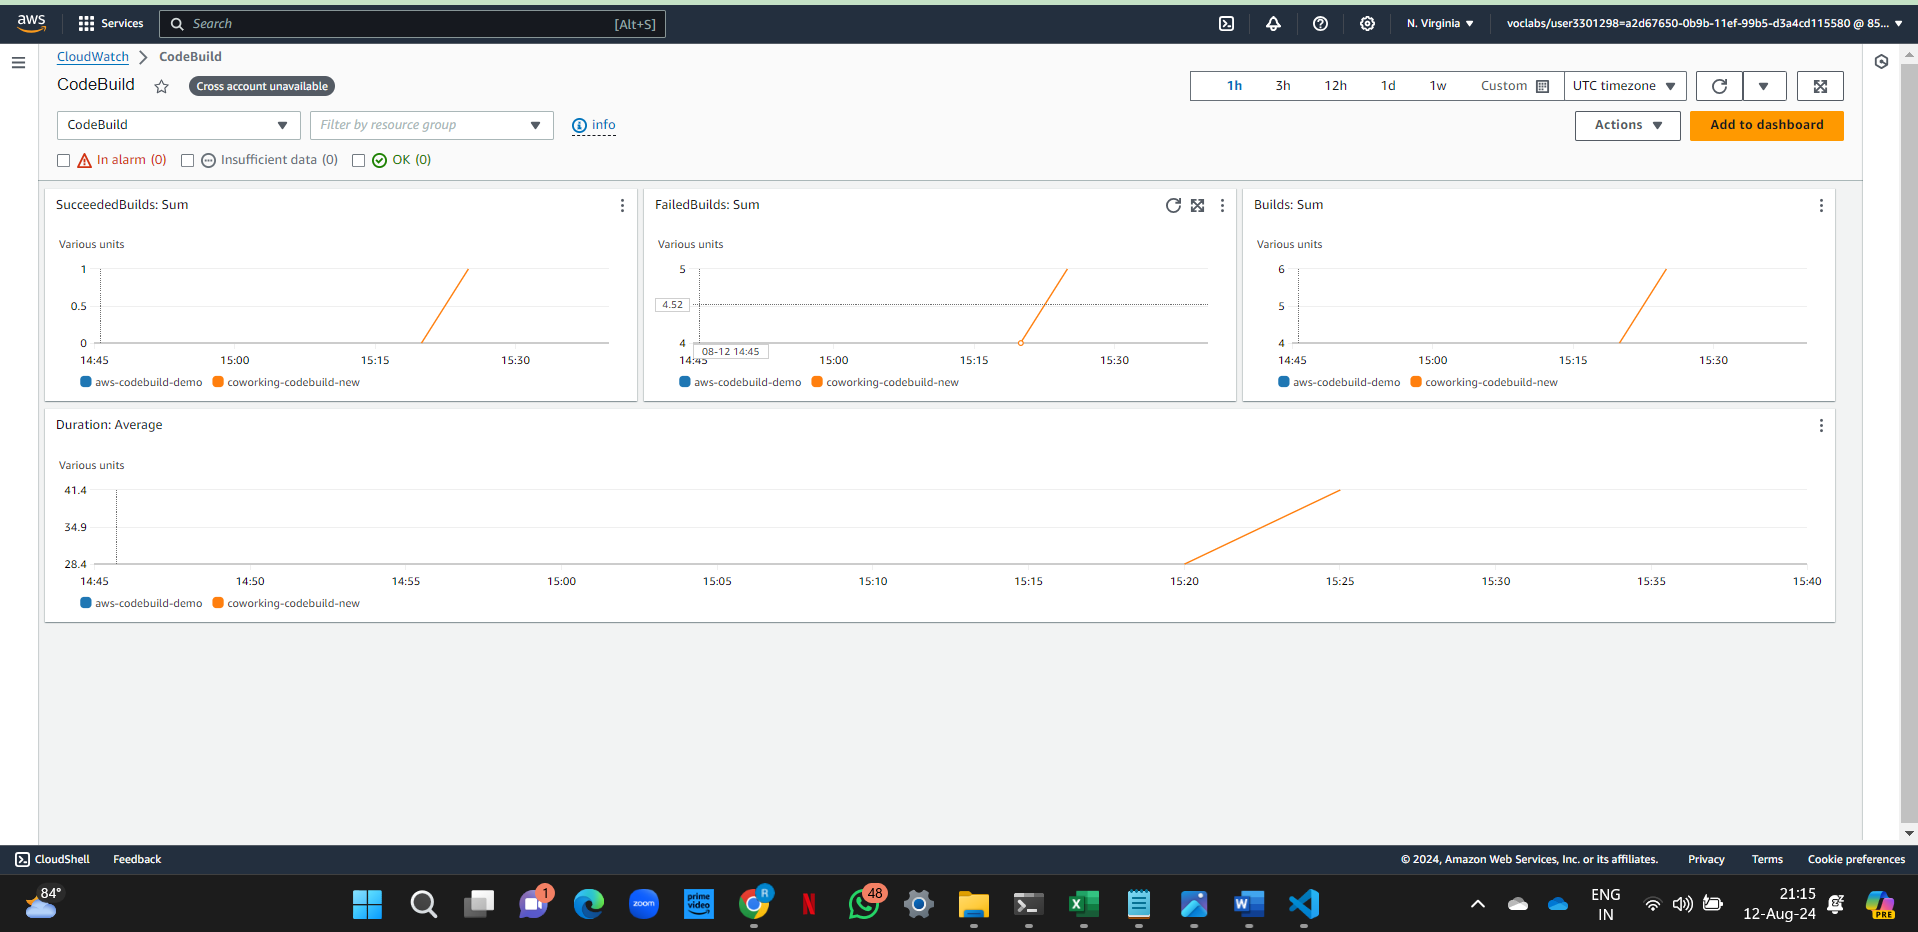 aws Services Search [Alt+S] N. Virginia voclabs/user3301298=a2d67650-0b9b-11ef-99b5-d3a4cd115580 @ 85...
CloudWatch CodeBuild
CodeBuild Cross account unavailable 1h 3h 12h 1d 1w Custom UTC timezone
CodeBuild Filter by resource group info Actions Add to dashboard
In alarm (0) Insufficient data (0) OK (0)
SucceededBuilds: Sum
Various units
1
0.5
0
14:45 15:00 15:15 15:30
aws-codebuild-demo coworking-codebuild-new
FailedBuilds: Sum
Various units
5
4.52
4
08-12 14:45
14:45 15:00 15:15 15:30
aws-codebuild-demo coworking-codebuild-new
Builds: Sum
Various units
6
5
4
14:45 15:00 15:15 15:30
aws-codebuild-demo coworking-codebuild-new
Duration: Average
Various units
41.4
34.9
28.4
14:45 14:50 14:55 15:00 15:05 15:10 15:15 15:20 15:25 15:30 15:35 15:40
aws-codebuild-demo coworking-codebuild-new
CloudShell Feedback © 2024, Amazon Web Services, Inc. or its affiliates. Privacy Terms Cookie preferences
84° 1 zoom prime video R N 48 X W ENG 21:15 PRE
IN 12-Aug-24